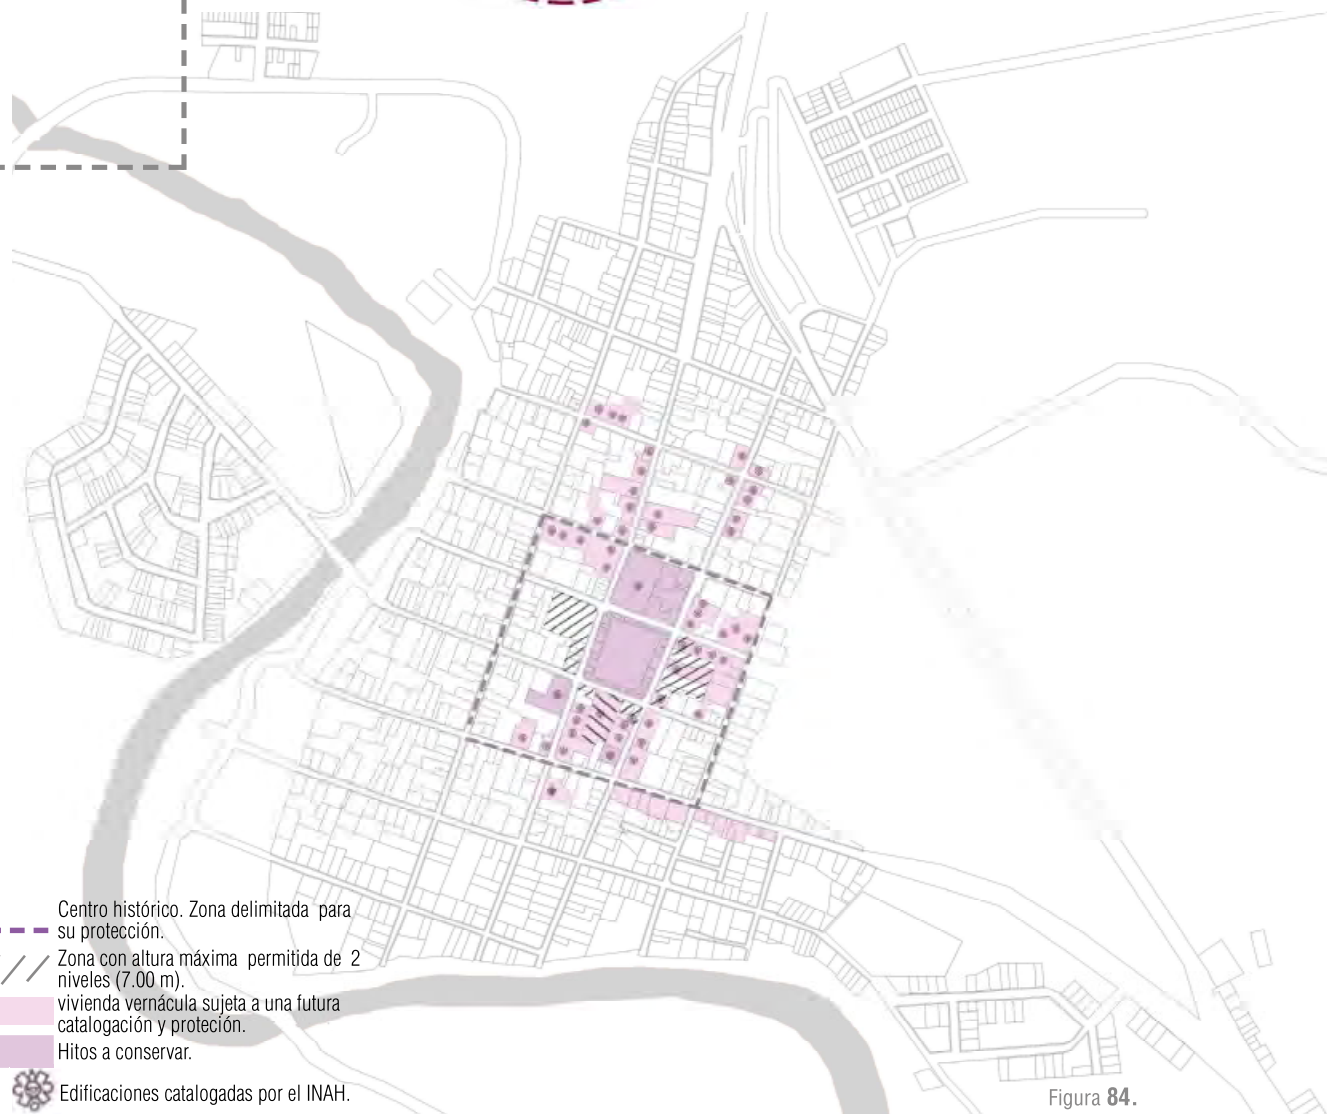 Centro histórico. Zona delimitada para
su protección.
Zona con altura máxima permitida de 2
niveles (7.00 m).
vivienda vernácula sujeta a una futura
catalogación y proteción.
Hitos a conservar.
Edificaciones catalogadas por el INAH.
Figura 84.